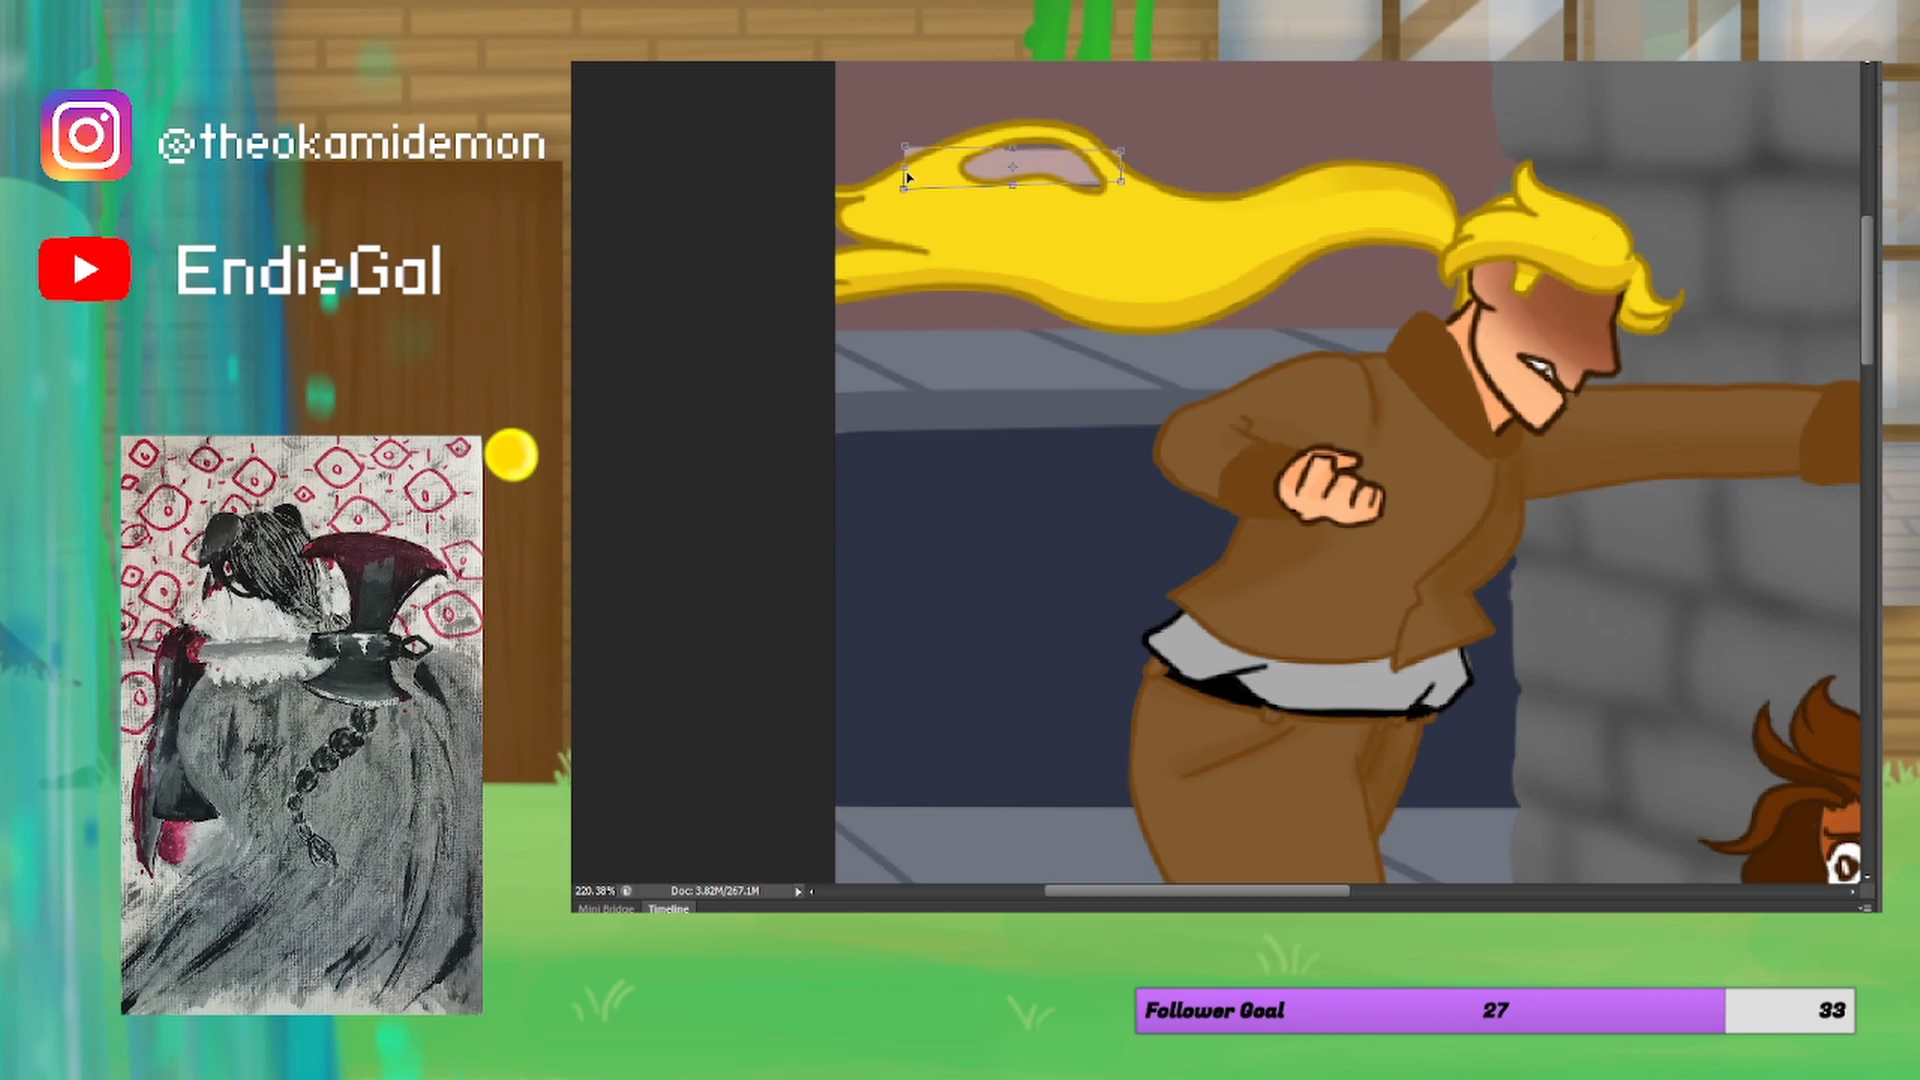 @theokamidemon
EndieGal
220.38% Doc: 3.82M/267.1M
Mini Bridge Timeline
Follower Goal 27 33